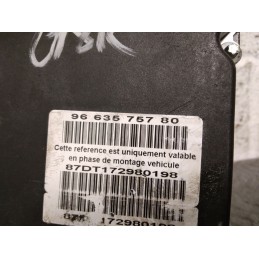 96 635 757 80
Cette reference est uniquement valable
en phase de montage vehicule
87DT172980198